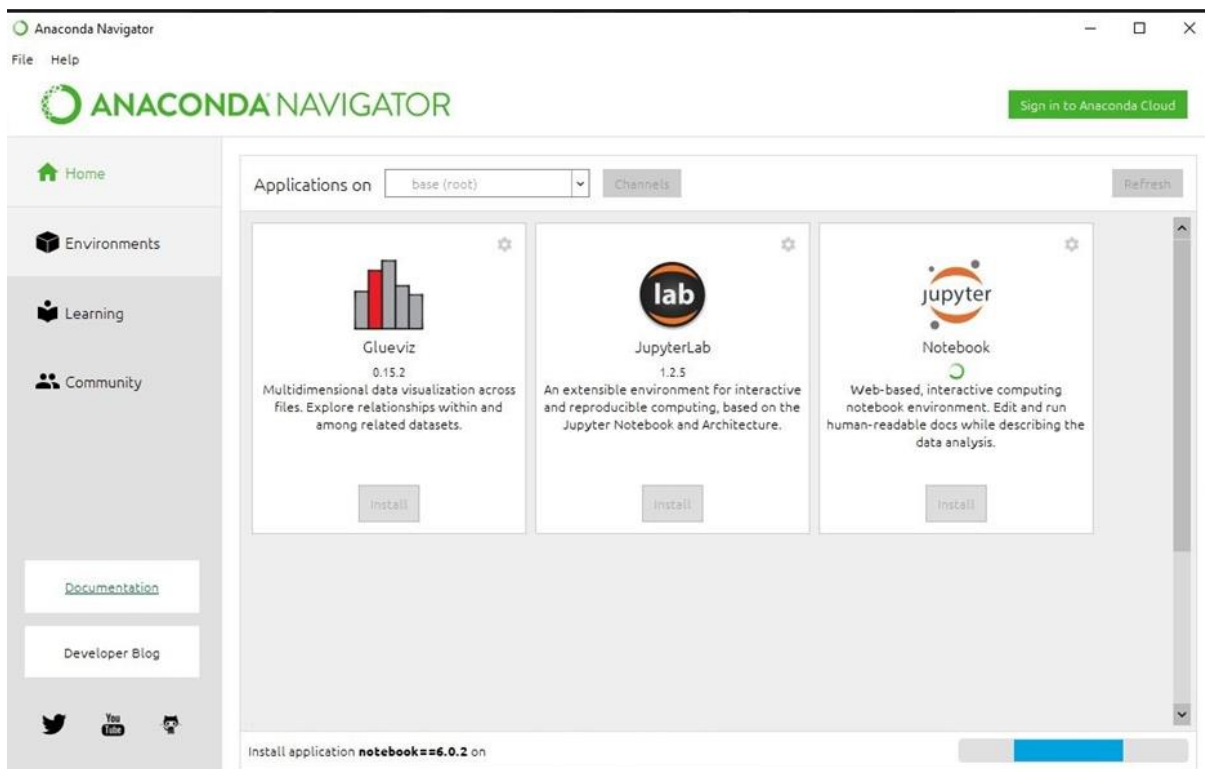 Anaconda Navigator
File Help
ANACONDA NAVIGATOR
Sign in to Anaconda Cloud
Home
Environments
Learning
Community
Documentation
Developer Blog
You
Tube
Applications on base (root) Channels Refresh
Glueviz
0.15.2
Multidimensional data visualization across
files. Explore relationships within and
among related datasets.
Install
lab
JupyterLab
1.2.5
An extensible environment for interactive
and reproducible computing, based on the
Jupyter Notebook and Architecture.
Install
jupyter
Notebook
Web-based, interactive computing
notebook environment. Edit and run
human-readable docs while describing the
data analysis.
Install
Install application notebook==6.0.2 on